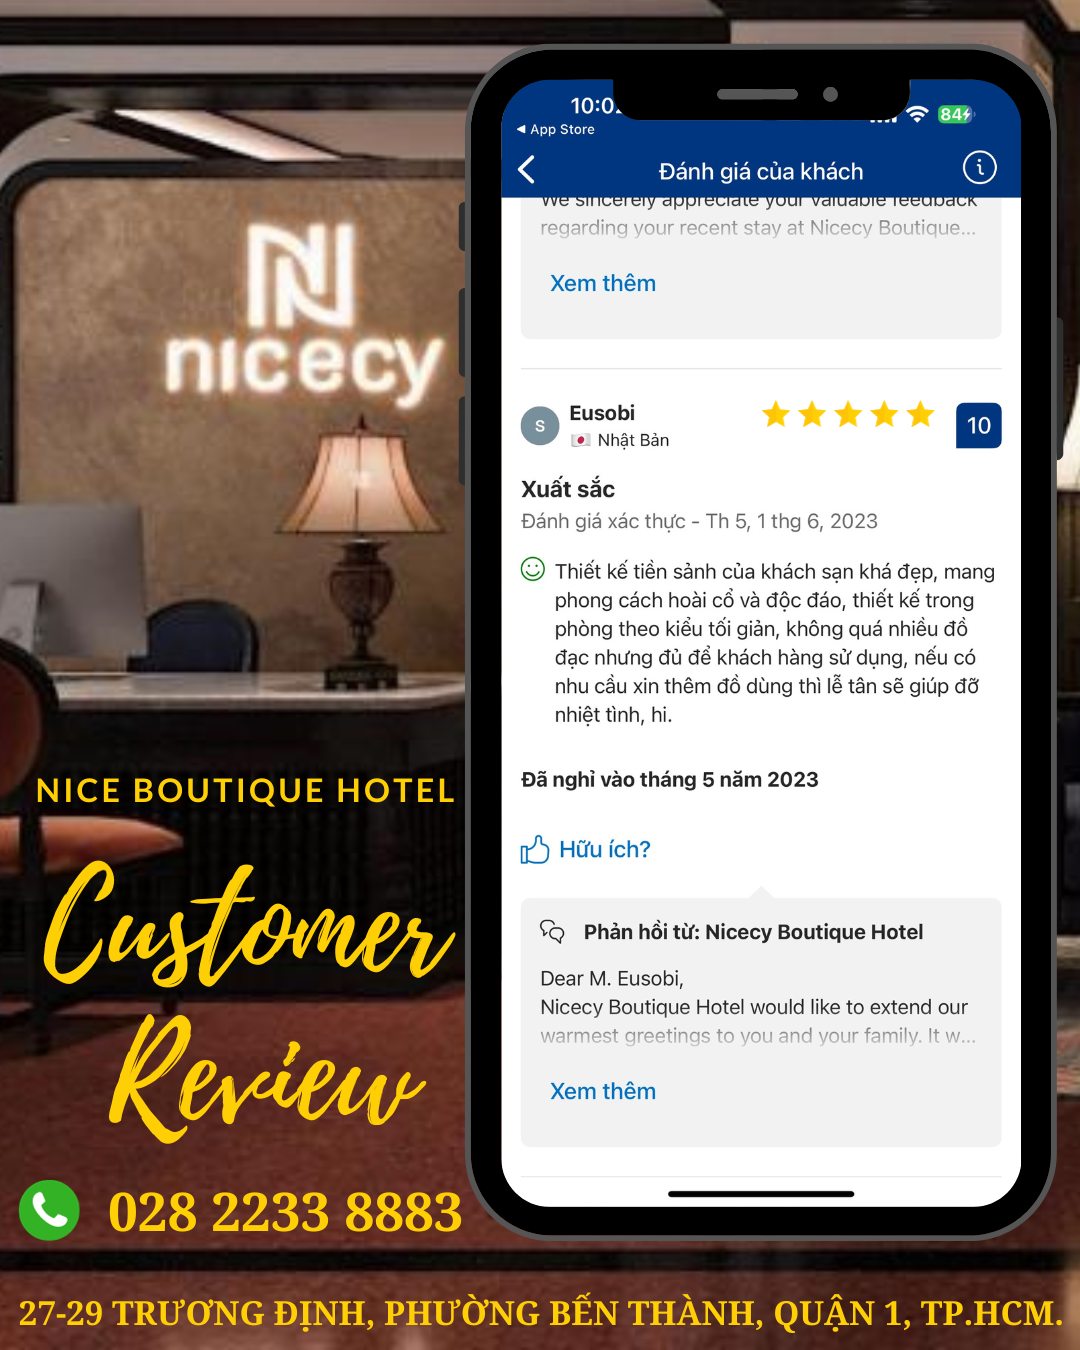 nicecy
NICE BOUTIQUE HOTEL
Customer
Review
028 2233 8883
27-29 TRƯƠNG ĐỊNH, PHƯỜNG BẾN THÀNH, QUẬN 1, TP.HCM.
84
App Store
Đánh giá của khách
We sincerely appreciate your valuable feedback
regarding your recent stay at Nicecy Boutique...
Xem thêm
S
Eusobi
10
Nhật Bản
Xuất sắc
Đánh giá xác thực - Th 5, 1 thg 6, 2023
Thiết kế tiền sảnh của khách sạn khá đẹp, mang
phong cách hoài cổ và độc đáo, thiết kế trong
phòng theo kiểu tối giản, không quá nhiều đồ
đạc nhưng đủ để khách hàng sử dụng, nếu có
nhu cầu xin thêm đồ dùng thì lễ tân sẽ giúp đỡ
nhiệt tình, hi.
Đã nghỉ vào tháng 5 năm 2023
Hữu ích?
Phản hồi từ: Nicecy Boutique Hotel
Dear M. Eusobi,
Nicecy Boutique Hotel would like to extend our
warmest greetings to you and your family. It w...
Xem thêm